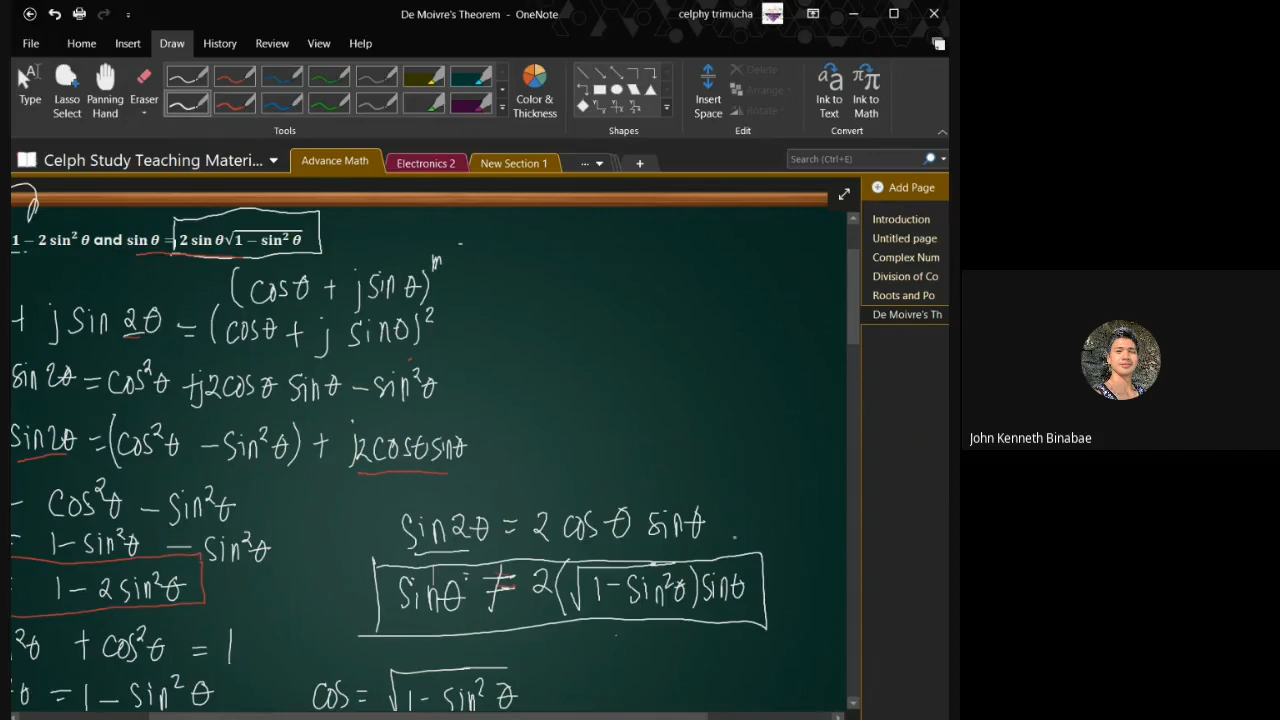 De Moivre's Theorem - OneNote
celphy trimucha
File Home Insert Draw History Review View Help
Type
Lasso Select
Panning Hand
Eraser
Color & Thickness
Insert Space
Delete
Arrange
Rotate
Ink to Text
Ink to Math
Tools
Shapes
Edit
Convert
Celph Study Teaching Materi...
Advance Math
Electronics 2
New Section 1
...
Search (Ctrl+E)
Add Page
Introduction
Untitled page
Complex Num
Division of Co
Roots and Po
De Moivre's Th
1 − 2 sin² θ and sin θ = 2 sin θ√(1 − sin² θ)
(cosθ + j sin θ)^m
+ j sin 2θ = (cosθ + j sinθ)²
sin 2θ = cos²θ + j2cosθ sinθ − sin²θ
sin2θ = (cos²θ − sin²θ) + j2cosθsinθ
− cos²θ − sin²θ
= 1 − sin²θ − sin²θ
= 1 − 2 sin²θ
sin2θ = 2 cos θ sinθ
sinθ ≠ 2(√(1 − sin²θ)) sinθ
²θ + cos²θ = 1
θ = 1 − sin²θ
cos = √(1 − sin² θ)
John Kenneth Binabae